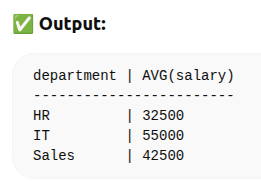 ✅ Output:
department | AVG(salary)
------------------------
HR         | 32500
IT         | 55000
Sales      | 42500